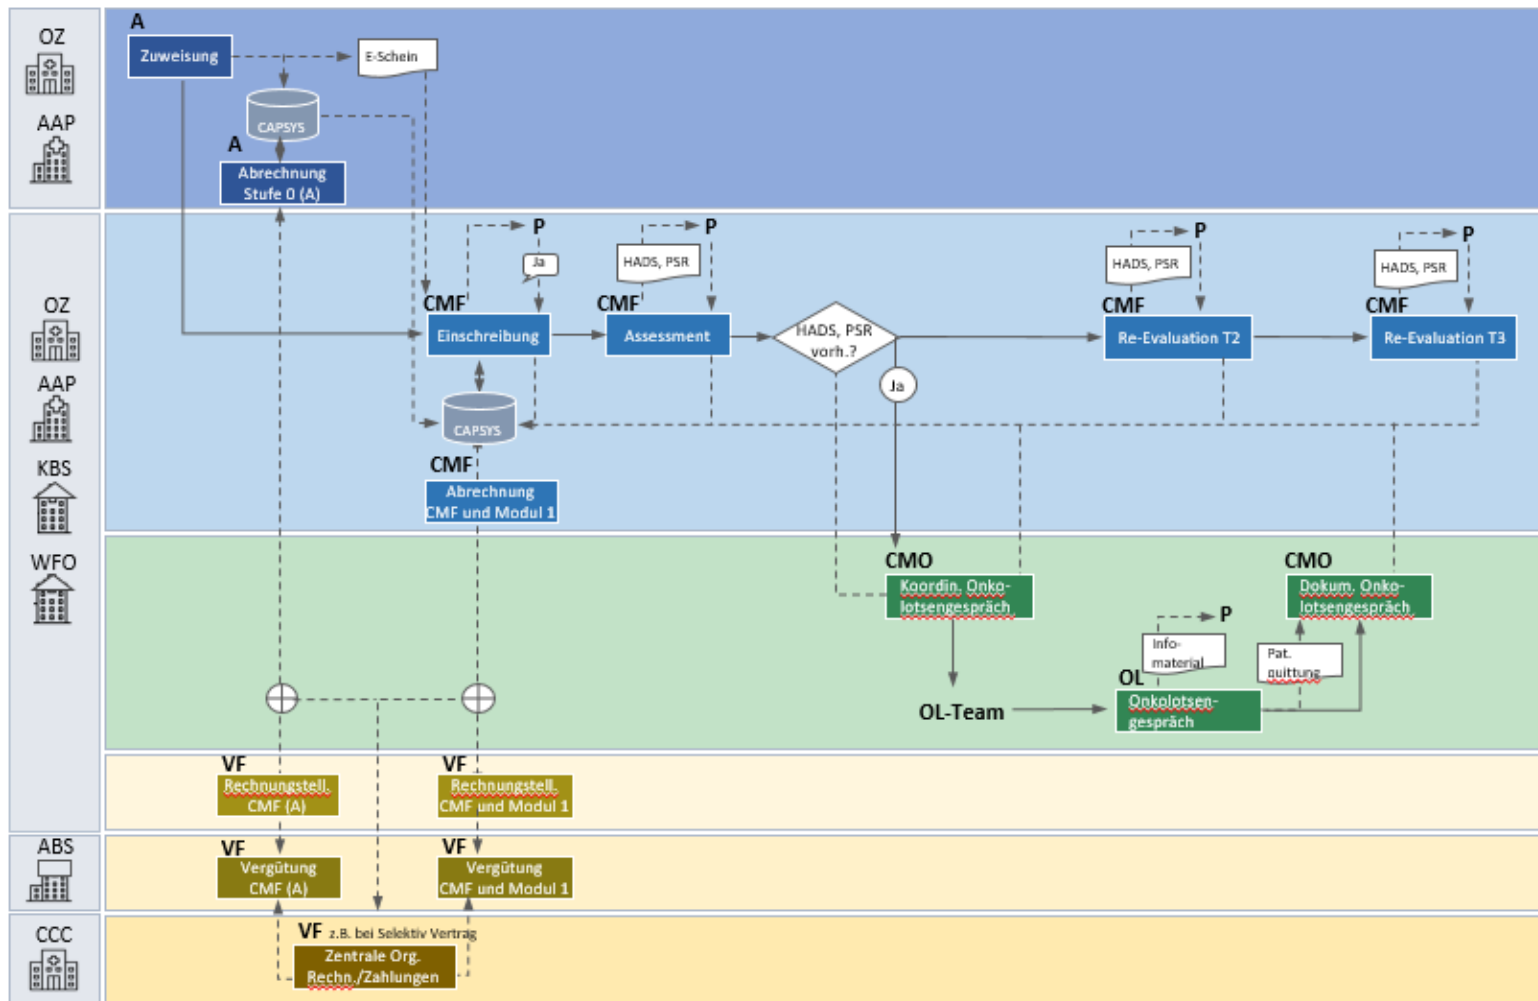 OZ
AAP
A
Zuweisung
E-Schein
CAPSYS
A
Abrechnung
Stufe 0 (A)
OZ
AAP
KBS
WFO
P
Ja
CMF
Einschreibung
P
HADS, PSR
CMF
Assessment
HADS, PSR
vorh.?
Ja
P
HADS, PSR
CMF
Re-Evaluation T2
P
HADS, PSR
CMF
Re-Evaluation T3
CAPSYS
CMF
Abrechnung
CMF und Modul 1
CMO
Koordin. Onko-
lotsengespräch
OL-Team
P
Info-
material
OL
Onkolotsen-
gespräch
Pat.
quittung
CMO
Dokum. Onko-
lotsengespräch
VF
Rechnungstell.
CMF (A)
VF
Rechnungstell.
CMF und Modul 1
ABS
VF
Vergütung
CMF (A)
VF
Vergütung
CMF und Modul 1
CCC
VF z.B. bei Selektiv Vertrag
Zentrale Org.
Rechn./Zahlungen